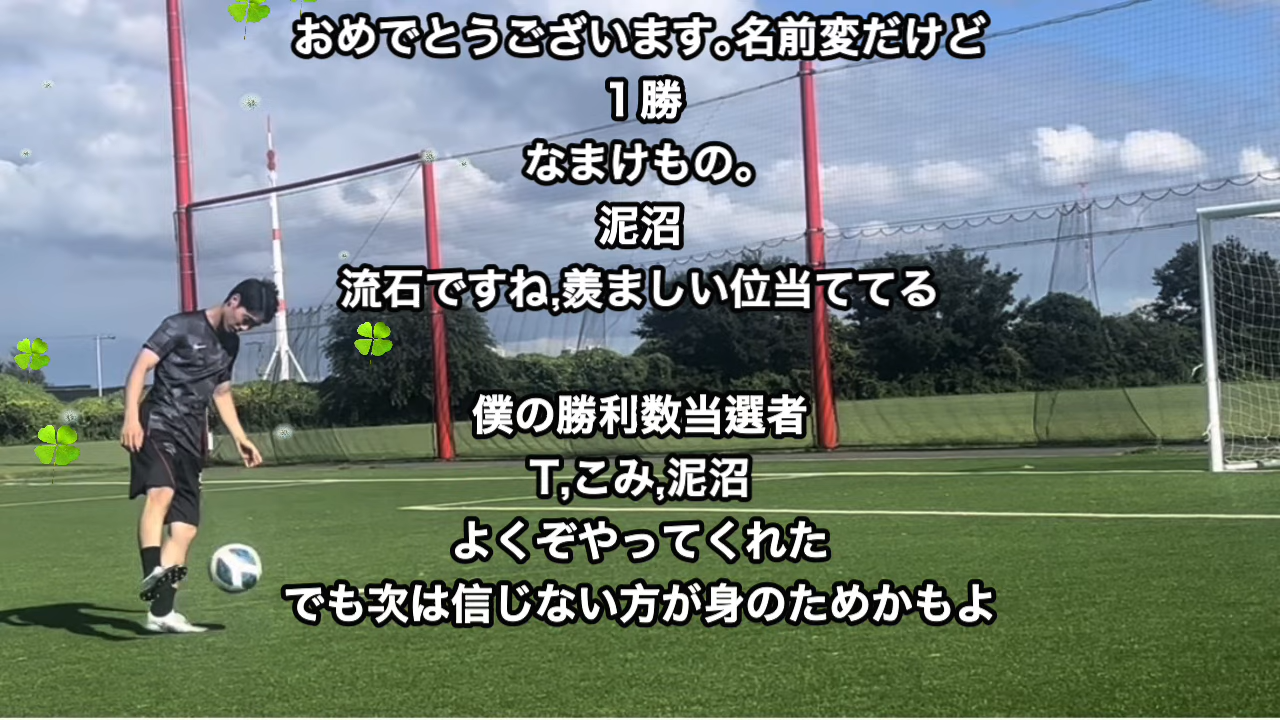 おめでとうございます。名前変だけど
１勝
なまけもの。
泥沼
流石ですね,羨ましい位当ててる
僕の勝利数当選者
T,こみ,泥沼
よくぞやってくれた
でも次は信じない方が身のためかもよ